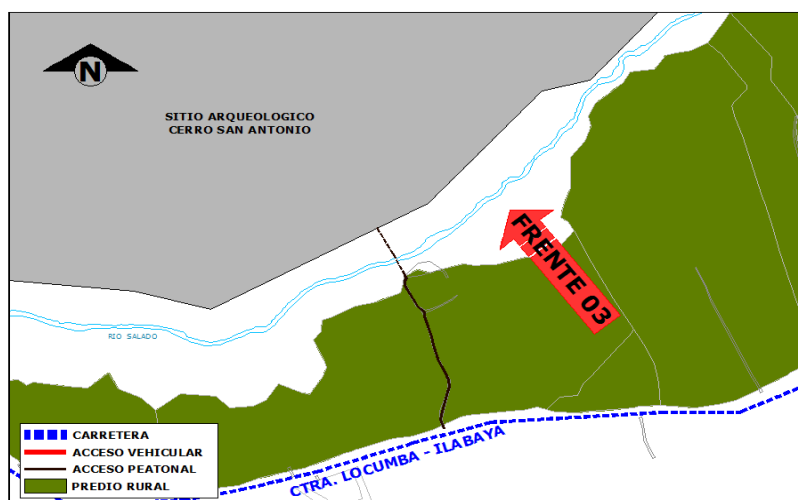 N
SITIO ARQUEOLOGICO
CERRO SAN ANTONIO
FRENTE 03
RIO SALADO
CARRETERA
ACCESO VEHICULAR
ACCESO PEATONAL
PREDIO RURAL
CTRA. LOCUMBA - ILABAYA